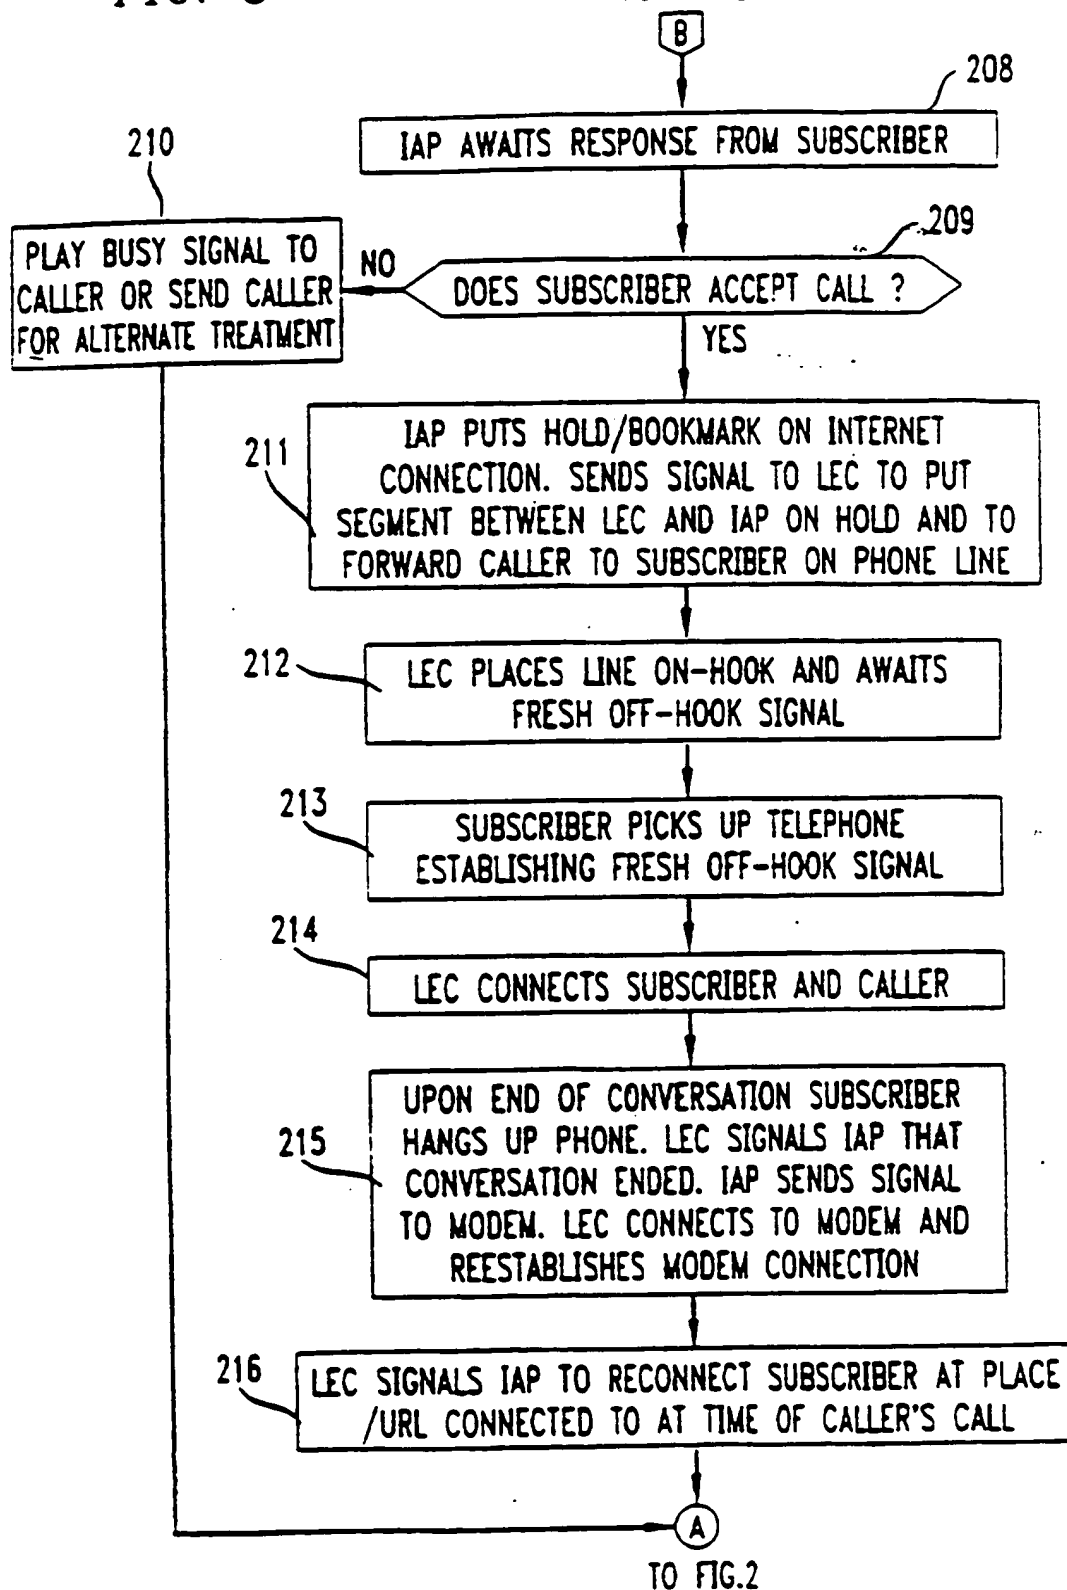 B
208
IAP AWAITS RESPONSE FROM SUBSCRIBER
210
209
PLAY BUSY SIGNAL TO
CALLER OR SEND CALLER
FOR ALTERNATE TREATMENT
NO
DOES SUBSCRIBER ACCEPT CALL ?
YES
211
IAP PUTS HOLD/BOOKMARK ON INTERNET
CONNECTION. SENDS SIGNAL TO LEC TO PUT
SEGMENT BETWEEN LEC AND IAP ON HOLD AND TO
FORWARD CALLER TO SUBSCRIBER ON PHONE LINE
212
LEC PLACES LINE ON-HOOK AND AWAITS
FRESH OFF-HOOK SIGNAL
213
SUBSCRIBER PICKS UP TELEPHONE
ESTABLISHING FRESH OFF-HOOK SIGNAL
214
LEC CONNECTS SUBSCRIBER AND CALLER
215
UPON END OF CONVERSATION SUBSCRIBER
HANGS UP PHONE. LEC SIGNALS IAP THAT
CONVERSATION ENDED. IAP SENDS SIGNAL
TO MODEM. LEC CONNECTS TO MODEM AND
REESTABLISHES MODEM CONNECTION
216
LEC SIGNALS IAP TO RECONNECT SUBSCRIBER AT PLACE
/URL CONNECTED TO AT TIME OF CALLER'S CALL
A
TO FIG.2